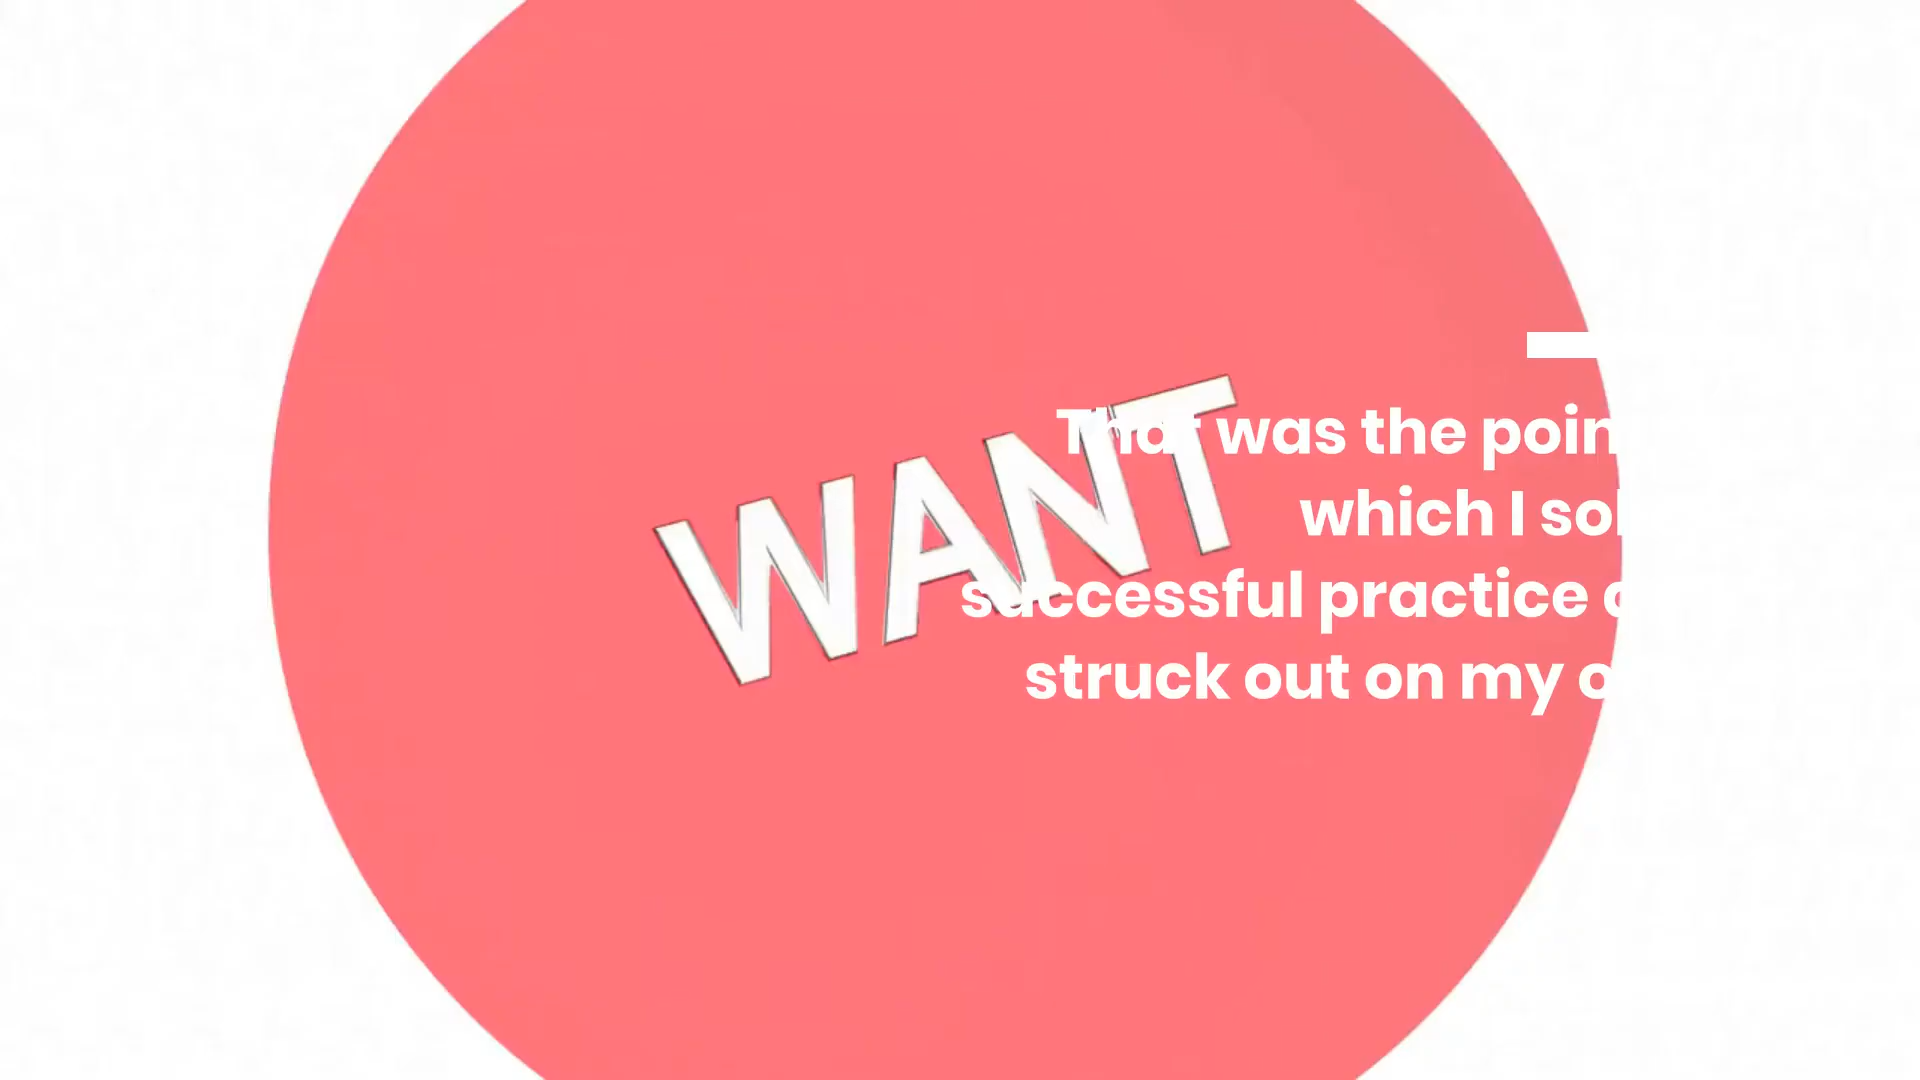 WANT
That was the poin
which I sol
successful practice
struck out on my o